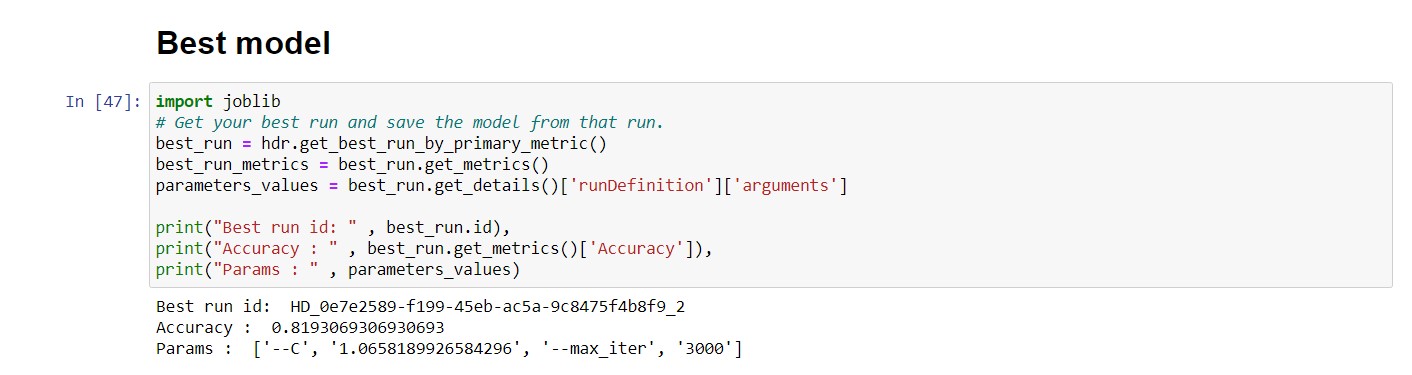 Best model
In [47]:
import joblib
# Get your best run and save the model from that run.
best_run = hdr.get_best_run_by_primary_metric()
best_run_metrics = best_run.get_metrics()
parameters_values = best_run.get_details()['runDefinition']['arguments']
print("Best run id: " , best_run.id),
print("Accuracy : " , best_run.get_metrics()['Accuracy']),
print("Params : " , parameters_values)
Best run id:  HD_0e7e2589-f199-45eb-ac5a-9c8475f4b8f9_2
Accuracy :  0.8193069306930693
Params :  ['--C', '1.0658189926584296', '--max_iter', '3000']